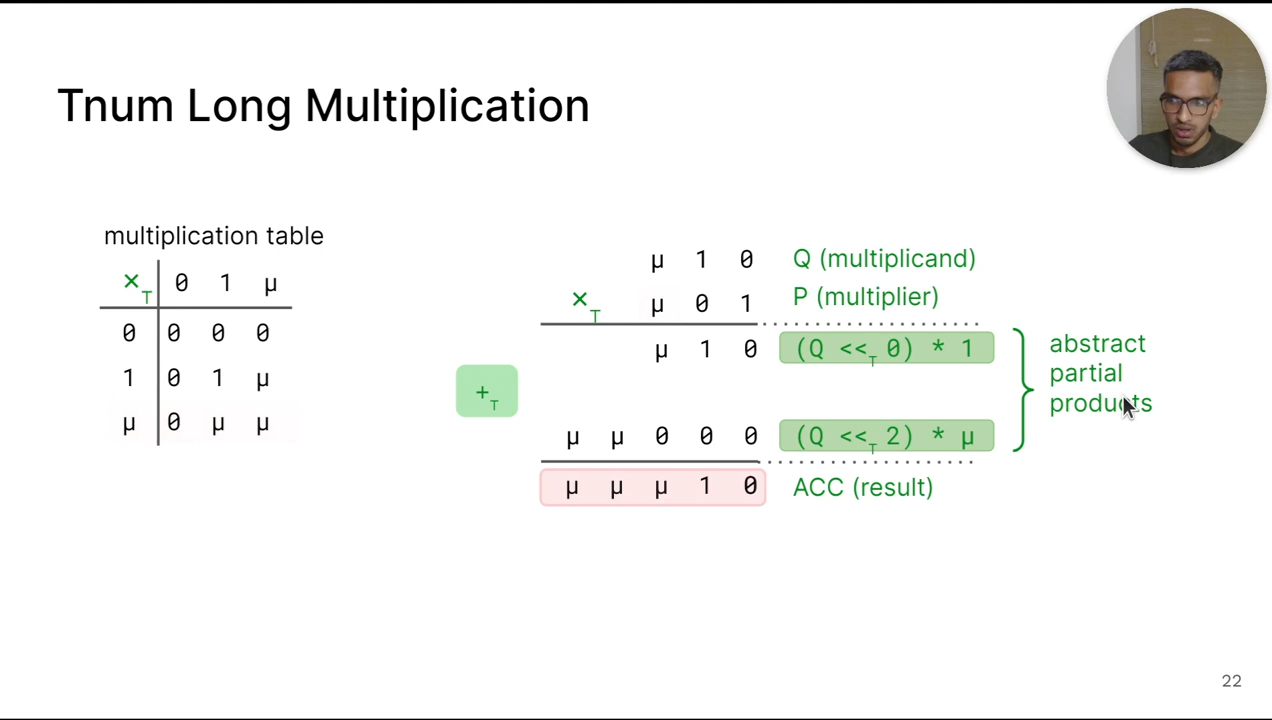 Tnum Long Multiplication
multiplication table
×T 0 1 μ
0 0 0 0
1 0 1 μ
μ 0 μ μ
μ 1 0 Q (multiplicand)
×T μ 0 1 P (multiplier)
μ 1 0 (Q <<T 0) * 1
+T
μ μ 0 0 0 (Q <<T 2) * μ
μ μ μ 1 0 ACC (result)
abstract
partial
products
22